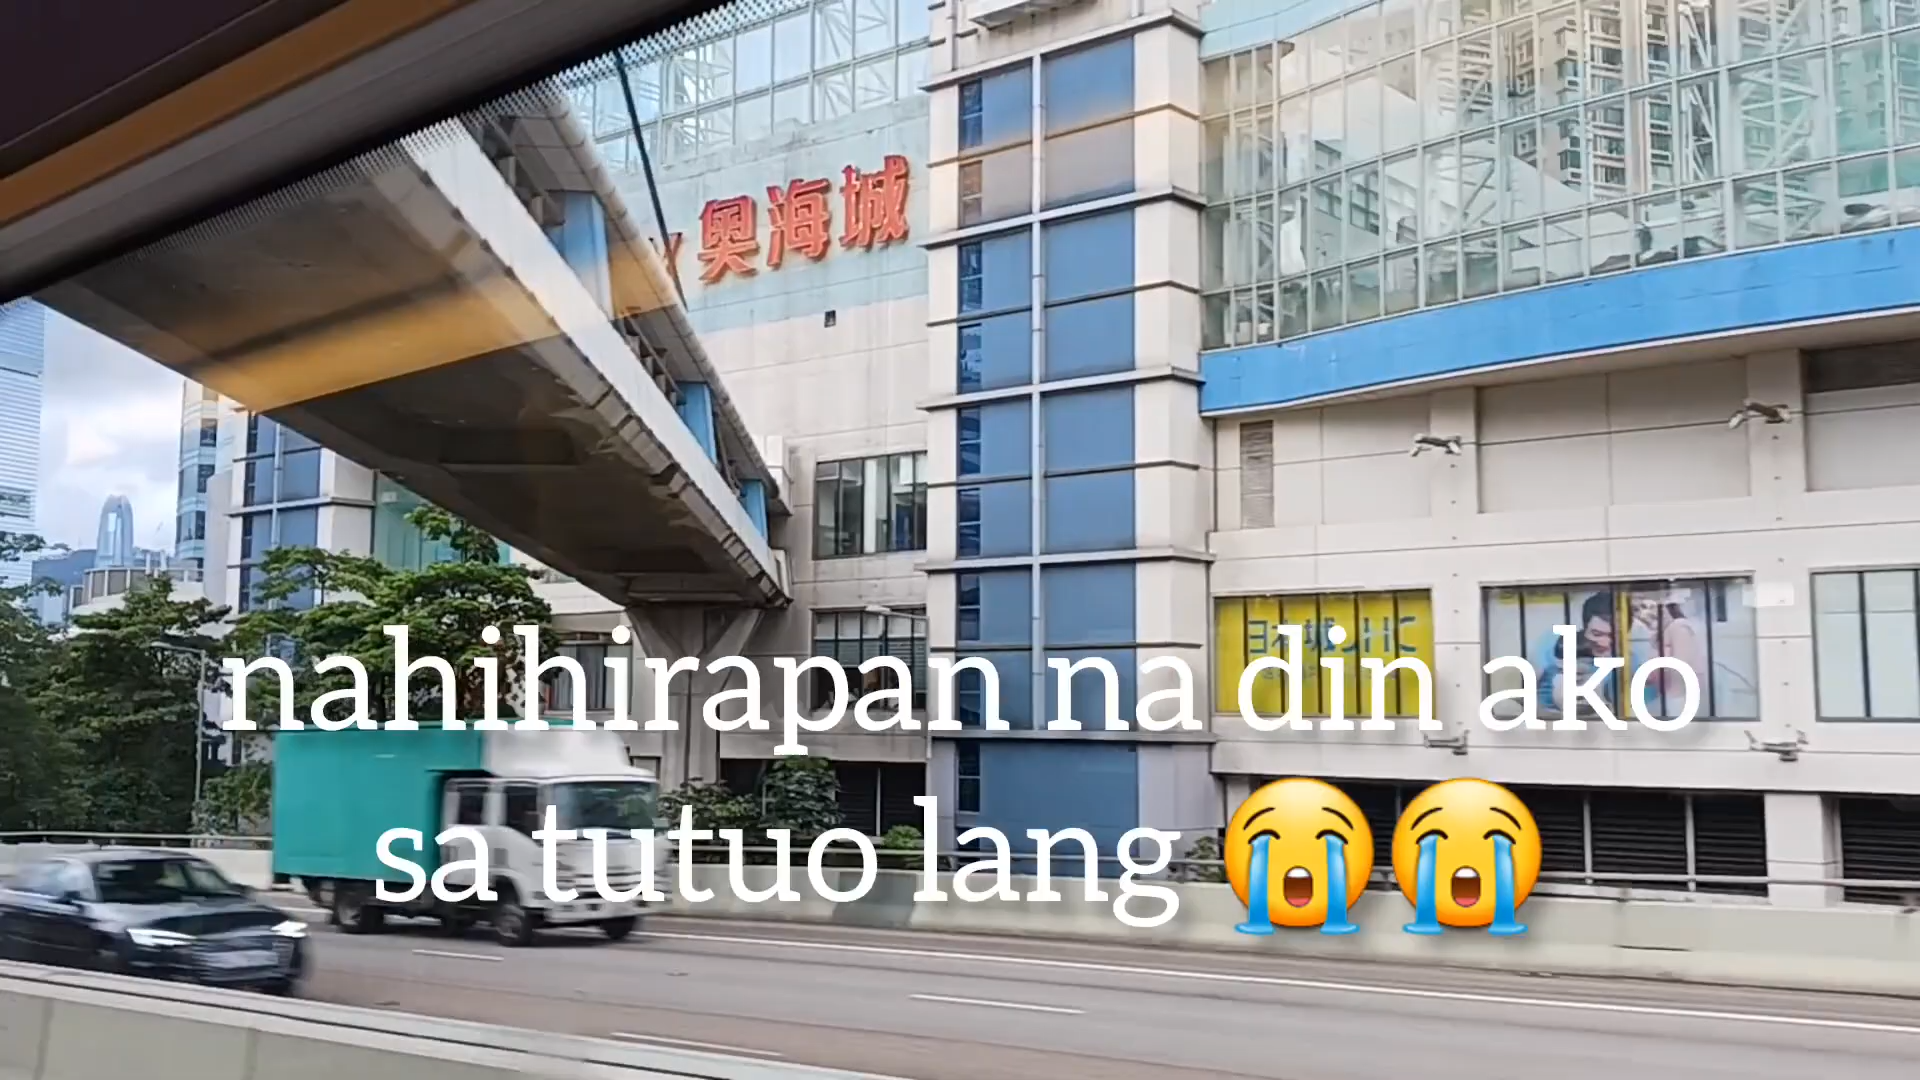 奧海城
nahihirapan na din ako
sa tutuo lang 😭😭